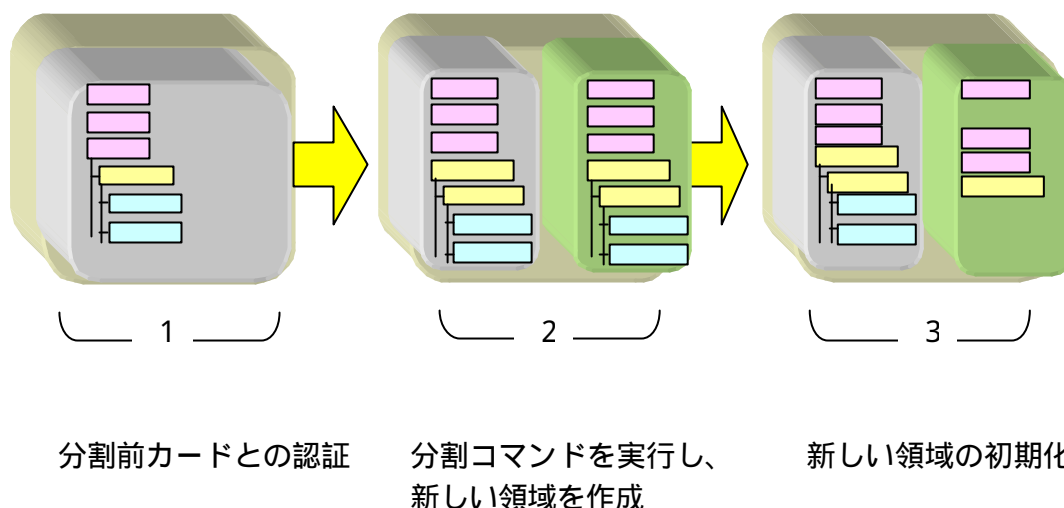 1
2
3
分割前カードとの認証
分割コマンドを実行し、
新しい領域を作成
新しい領域の初期化